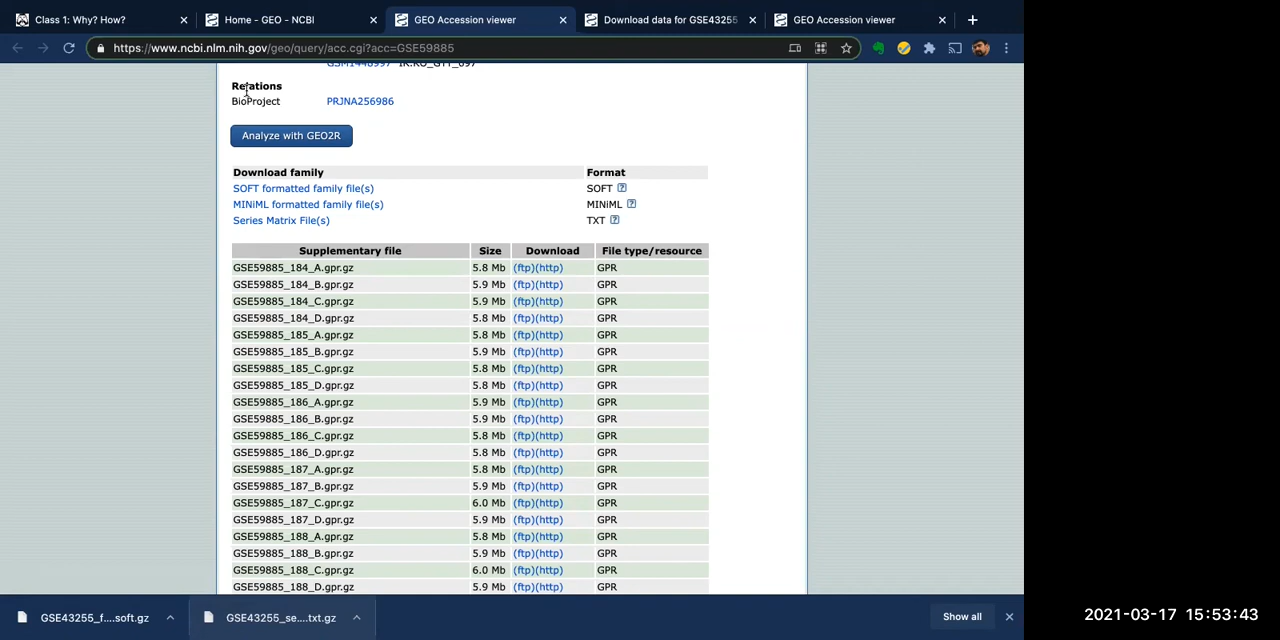 Class 1: Why? How?
Home - GEO - NCBI
GEO Accession viewer
Download data for GSE43255
GEO Accession viewer
https://www.ncbi.nlm.nih.gov/geo/query/acc.cgi?acc=GSE59885
GSM1448997 IK.KO_GTT_097
Relations
BioProject PRJNA256986
Analyze with GEO2R
Download family Format
SOFT formatted family file(s) SOFT ?
MINiML formatted family file(s) MINiML ?
Series Matrix File(s) TXT ?
Supplementary file Size Download File type/resource
GSE59885_184_A.gpr.gz 5.8 Mb (ftp)(http) GPR
GSE59885_184_B.gpr.gz 5.9 Mb (ftp)(http) GPR
GSE59885_184_C.gpr.gz 5.9 Mb (ftp)(http) GPR
GSE59885_184_D.gpr.gz 5.8 Mb (ftp)(http) GPR
GSE59885_185_A.gpr.gz 5.8 Mb (ftp)(http) GPR
GSE59885_185_B.gpr.gz 5.9 Mb (ftp)(http) GPR
GSE59885_185_C.gpr.gz 5.8 Mb (ftp)(http) GPR
GSE59885_185_D.gpr.gz 5.8 Mb (ftp)(http) GPR
GSE59885_186_A.gpr.gz 5.9 Mb (ftp)(http) GPR
GSE59885_186_B.gpr.gz 5.9 Mb (ftp)(http) GPR
GSE59885_186_C.gpr.gz 5.8 Mb (ftp)(http) GPR
GSE59885_186_D.gpr.gz 5.8 Mb (ftp)(http) GPR
GSE59885_187_A.gpr.gz 5.8 Mb (ftp)(http) GPR
GSE59885_187_B.gpr.gz 5.9 Mb (ftp)(http) GPR
GSE59885_187_C.gpr.gz 6.0 Mb (ftp)(http) GPR
GSE59885_187_D.gpr.gz 5.9 Mb (ftp)(http) GPR
GSE59885_188_A.gpr.gz 5.8 Mb (ftp)(http) GPR
GSE59885_188_B.gpr.gz 5.9 Mb (ftp)(http) GPR
GSE59885_188_C.gpr.gz 6.0 Mb (ftp)(http) GPR
GSE59885_188_D.gpr.gz 5.9 Mb (ftp)(http) GPR
GSE43255_f....soft.gz
GSE43255_se....txt.gz
Show all
2021-03-17 15:53:43